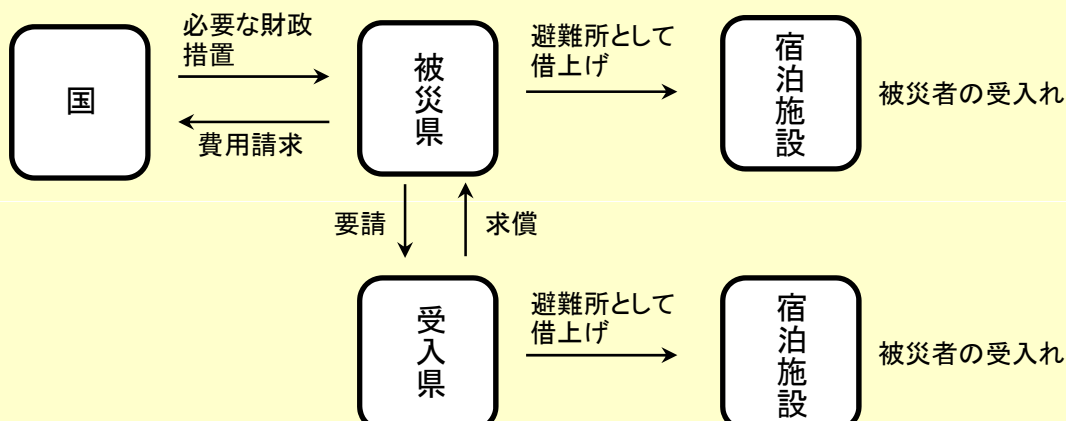 国
必要な財政
措置
費用請求
被災県
避難所として
借上げ
宿泊施設
被災者の受入れ
要請
求償
受入県
避難所として
借上げ
宿泊施設
被災者の受入れ